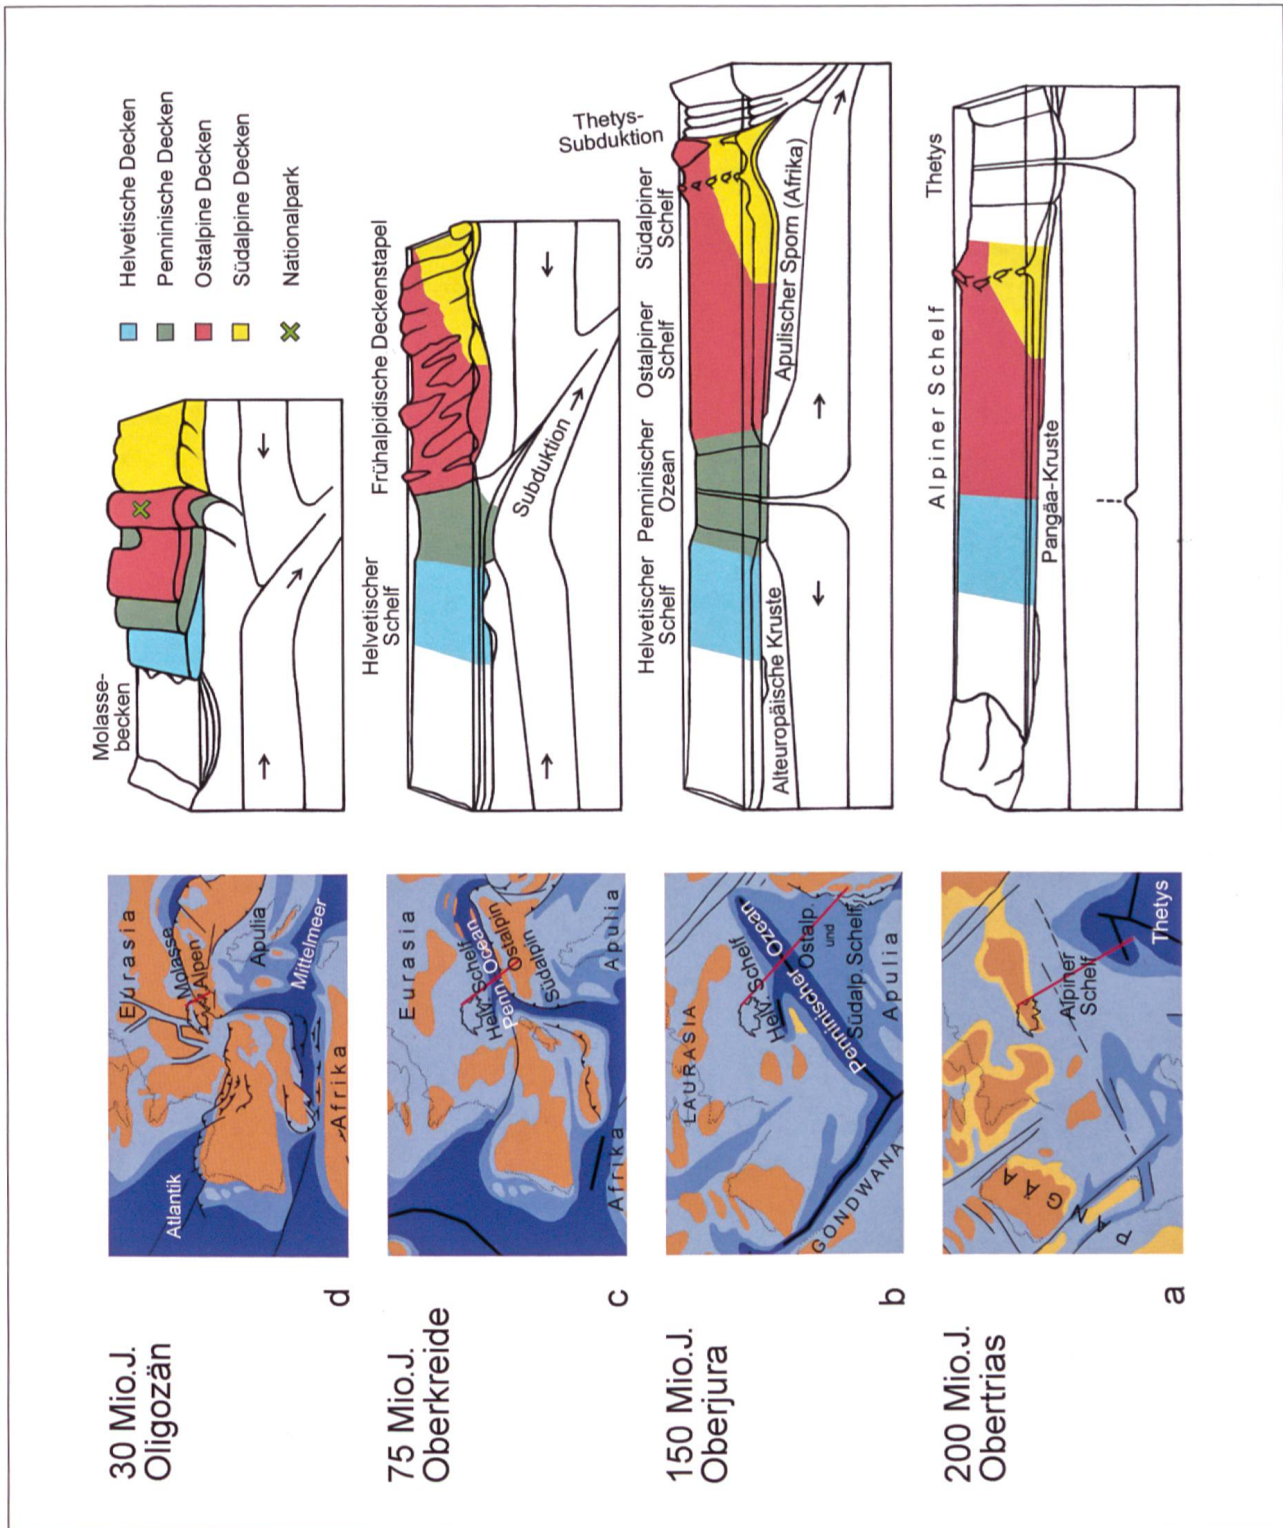 30 Mio.J.
Oligozän
d
Atlantik
Eurasia
Molasse
Alpen
Apulia
Mittelmeer
Afrika
Molasse-
becken
Helvetische Decken
Penninische Decken
Ostalpine Decken
Südalpine Decken
Nationalpark
75 Mio.J.
Oberkreide
c
Eurasia
Helv. Schelf
Penn. Ocean
Ostalpin
Südalpin
Apulia
Afrika
Helvetischer
Schelf
Frühalpidische Deckenstapel
Subduktion
150 Mio.J.
Oberjura
b
LAURASIA
Helv. Schelf
Penninischer Ozean
Ostalp.
und
Südalp. Schelf
Apulia
GONDWANA
Helvetischer
Schelf
Penninischer
Ozean
Ostalpiner
Schelf
Südalpiner
Schelf
Thetys-
Subduktion
Alteuropäische Kruste
Apulischer Sporn (Afrika)
200 Mio.J.
Obertrias
a
PANGÄA
Alpiner
Schelf
Thetys
Alpiner Schelf
Thetys
Pangäa-Kruste